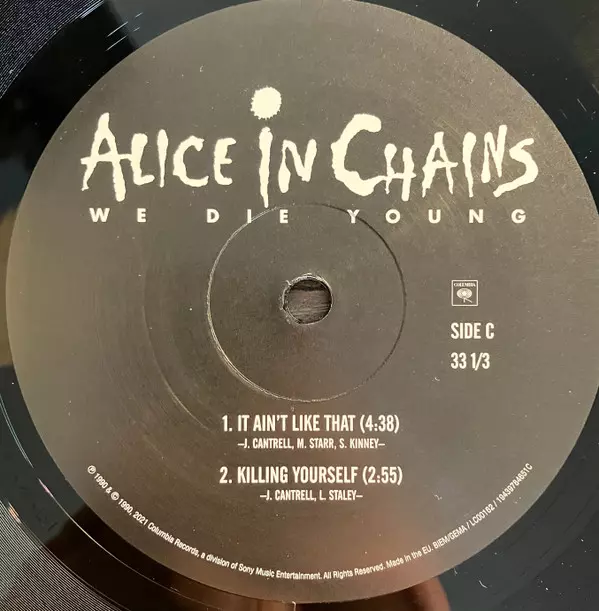 ALICE IN CHAINS
WE DIE YOUNG
COLUMBIA
SIDE C
33 1/3
1. IT AIN'T LIKE THAT (4:38)
–J. CANTRELL, M. STARR, S. KINNEY–
2. KILLING YOURSELF (2:55)
–J. CANTRELL, L. STALEY–
℗ 1990 & © 1990, 2021 Columbia Records, a division of Sony Music Entertainment. All Rights Reserved. Made in the EU. BIEM/GEMA / LC00162 / 19439784651C